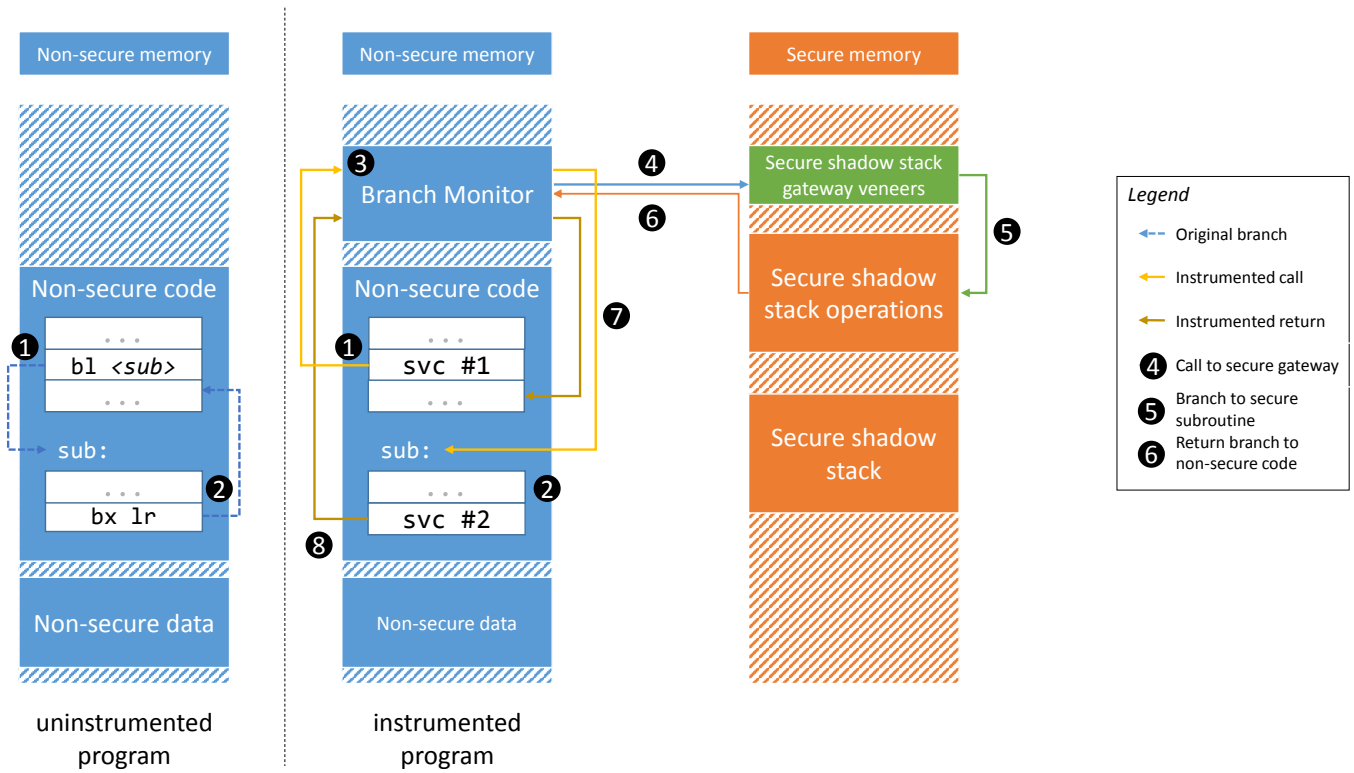 Non-secure memory
Non-secure code
. . .
1
bl <sub>
. . .
sub:
. . .
2
bx lr
Non-secure data
uninstrumented
program
Non-secure memory
3
Branch Monitor
Non-secure code
. . .
1
svc #1
. . .
7
sub:
. . .
2
svc #2
8
Non-secure data
instrumented
program
4
6
Secure memory
Secure shadow stack
gateway veneers
5
Secure shadow
stack operations
Secure shadow
stack
Legend
Original branch
Instrumented call
Instrumented return
4 Call to secure gateway
5 Branch to secure
subroutine
6 Return branch to
non-secure code